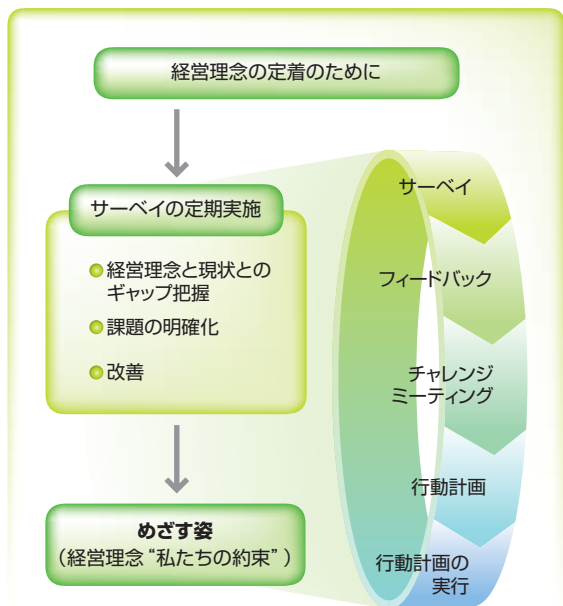 経営理念の定着のために
サーベイの定期実施
経営理念と現状との
ギャップ把握
課題の明確化
改善
めざす姿
（経営理念“私たちの約束”）
サーベイ
フィードバック
チャレンジ
ミーティング
行動計画
行動計画の
実行